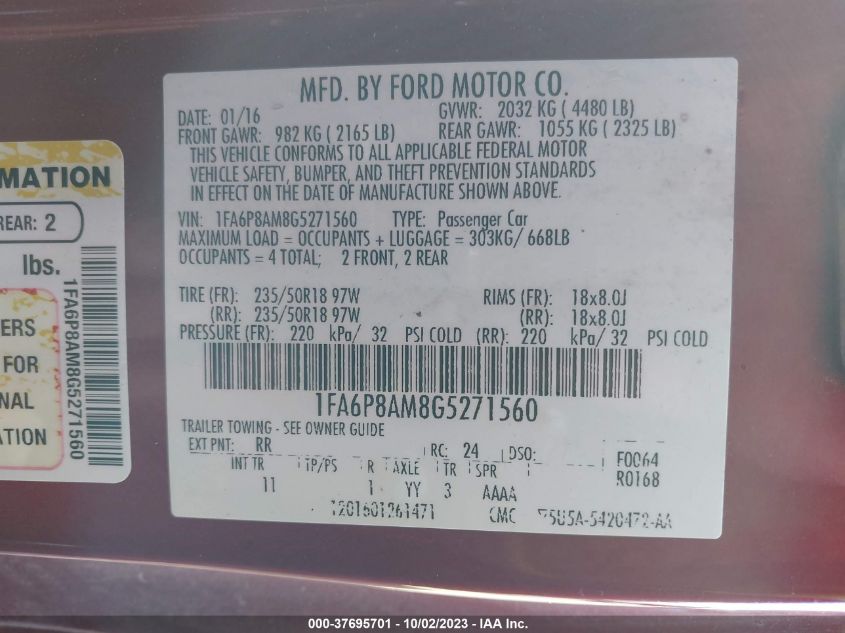 MFD. BY FORD MOTOR CO.
DATE: 01/16 GVWR: 2032 KG ( 4480 LB)
FRONT GAWR: 982 KG ( 2165 LB) REAR GAWR: 1055 KG ( 2325 LB)
THIS VEHICLE CONFORMS TO ALL APPLICABLE FEDERAL MOTOR
VEHICLE SAFETY, BUMPER, AND THEFT PREVENTION STANDARDS
IN EFFECT ON THE DATE OF MANUFACTURE SHOWN ABOVE.
VIN: 1FA6P8AM8G5271560 TYPE: Passenger Car
MAXIMUM LOAD = OCCUPANTS + LUGGAGE = 303KG/ 668LB
OCCUPANTS = 4 TOTAL; 2 FRONT, 2 REAR
TIRE (FR): 235/50R18 97W RIMS (FR): 18x8.0J
(RR): 235/50R18 97W (RR): 18x8.0J
PRESSURE (FR): 220 kPa/ 32 PSI COLD (RR): 220 kPa/ 32 PSI COLD
1FA6P8AM8G5271560
TRAILER TOWING - SEE OWNER GUIDE
EXT PNT: RR RC: 24 DSO: F0064
INT TR TP/PS R AXLE TR SPR R0168
11 1 YY 3 AAAA
1201601261471 CMC 5U5A-5420472-AA
MATION
REAR: 2
lbs.
ERS
FOR
NAL
ATION
1FA6P8AM8G5271560
000-37695701 - 10/02/2023 - IAA Inc.